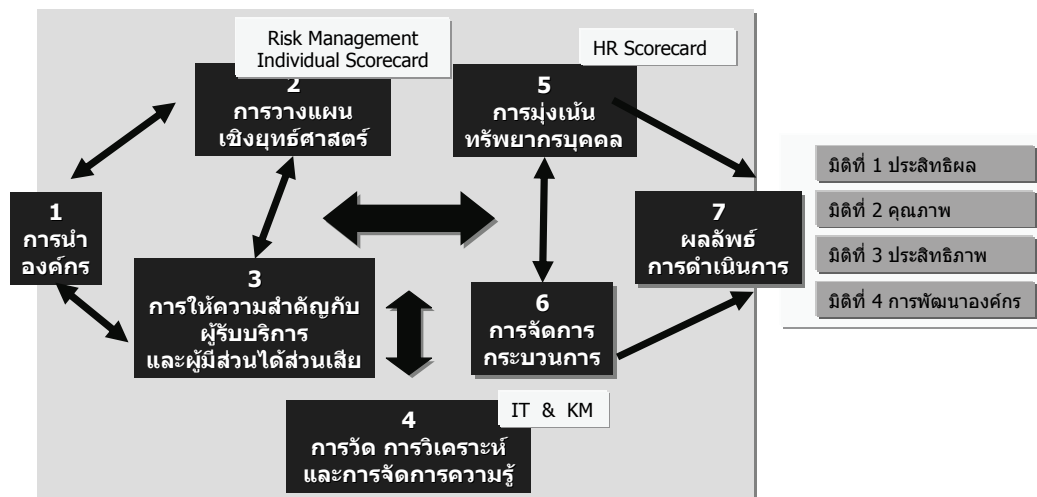 Risk Management
Individual Scorecard
2
การวางแผน
เชิงยุทธ์ศาสตร์
HR Scorecard
5
การมุ่งเน้น
ทรัพยากรบุคคล
1
การนำ
องค์กร
3
การให้ความสำคัญกับ
ผู้รับบริการ
และผู้มีส่วนได้ส่วนเสีย
6
การจัดการ
กระบวนการ
7
ผลลัพธ์
การดำเนินการ
มิติที่ 1 ประสิทธิผล
มิติที่ 2 คุณภาพ
มิติที่ 3 ประสิทธิภาพ
มิติที่ 4 การพัฒนาองค์กร
IT & KM
4
การวัด การวิเคราะห์
และการจัดการความรู้